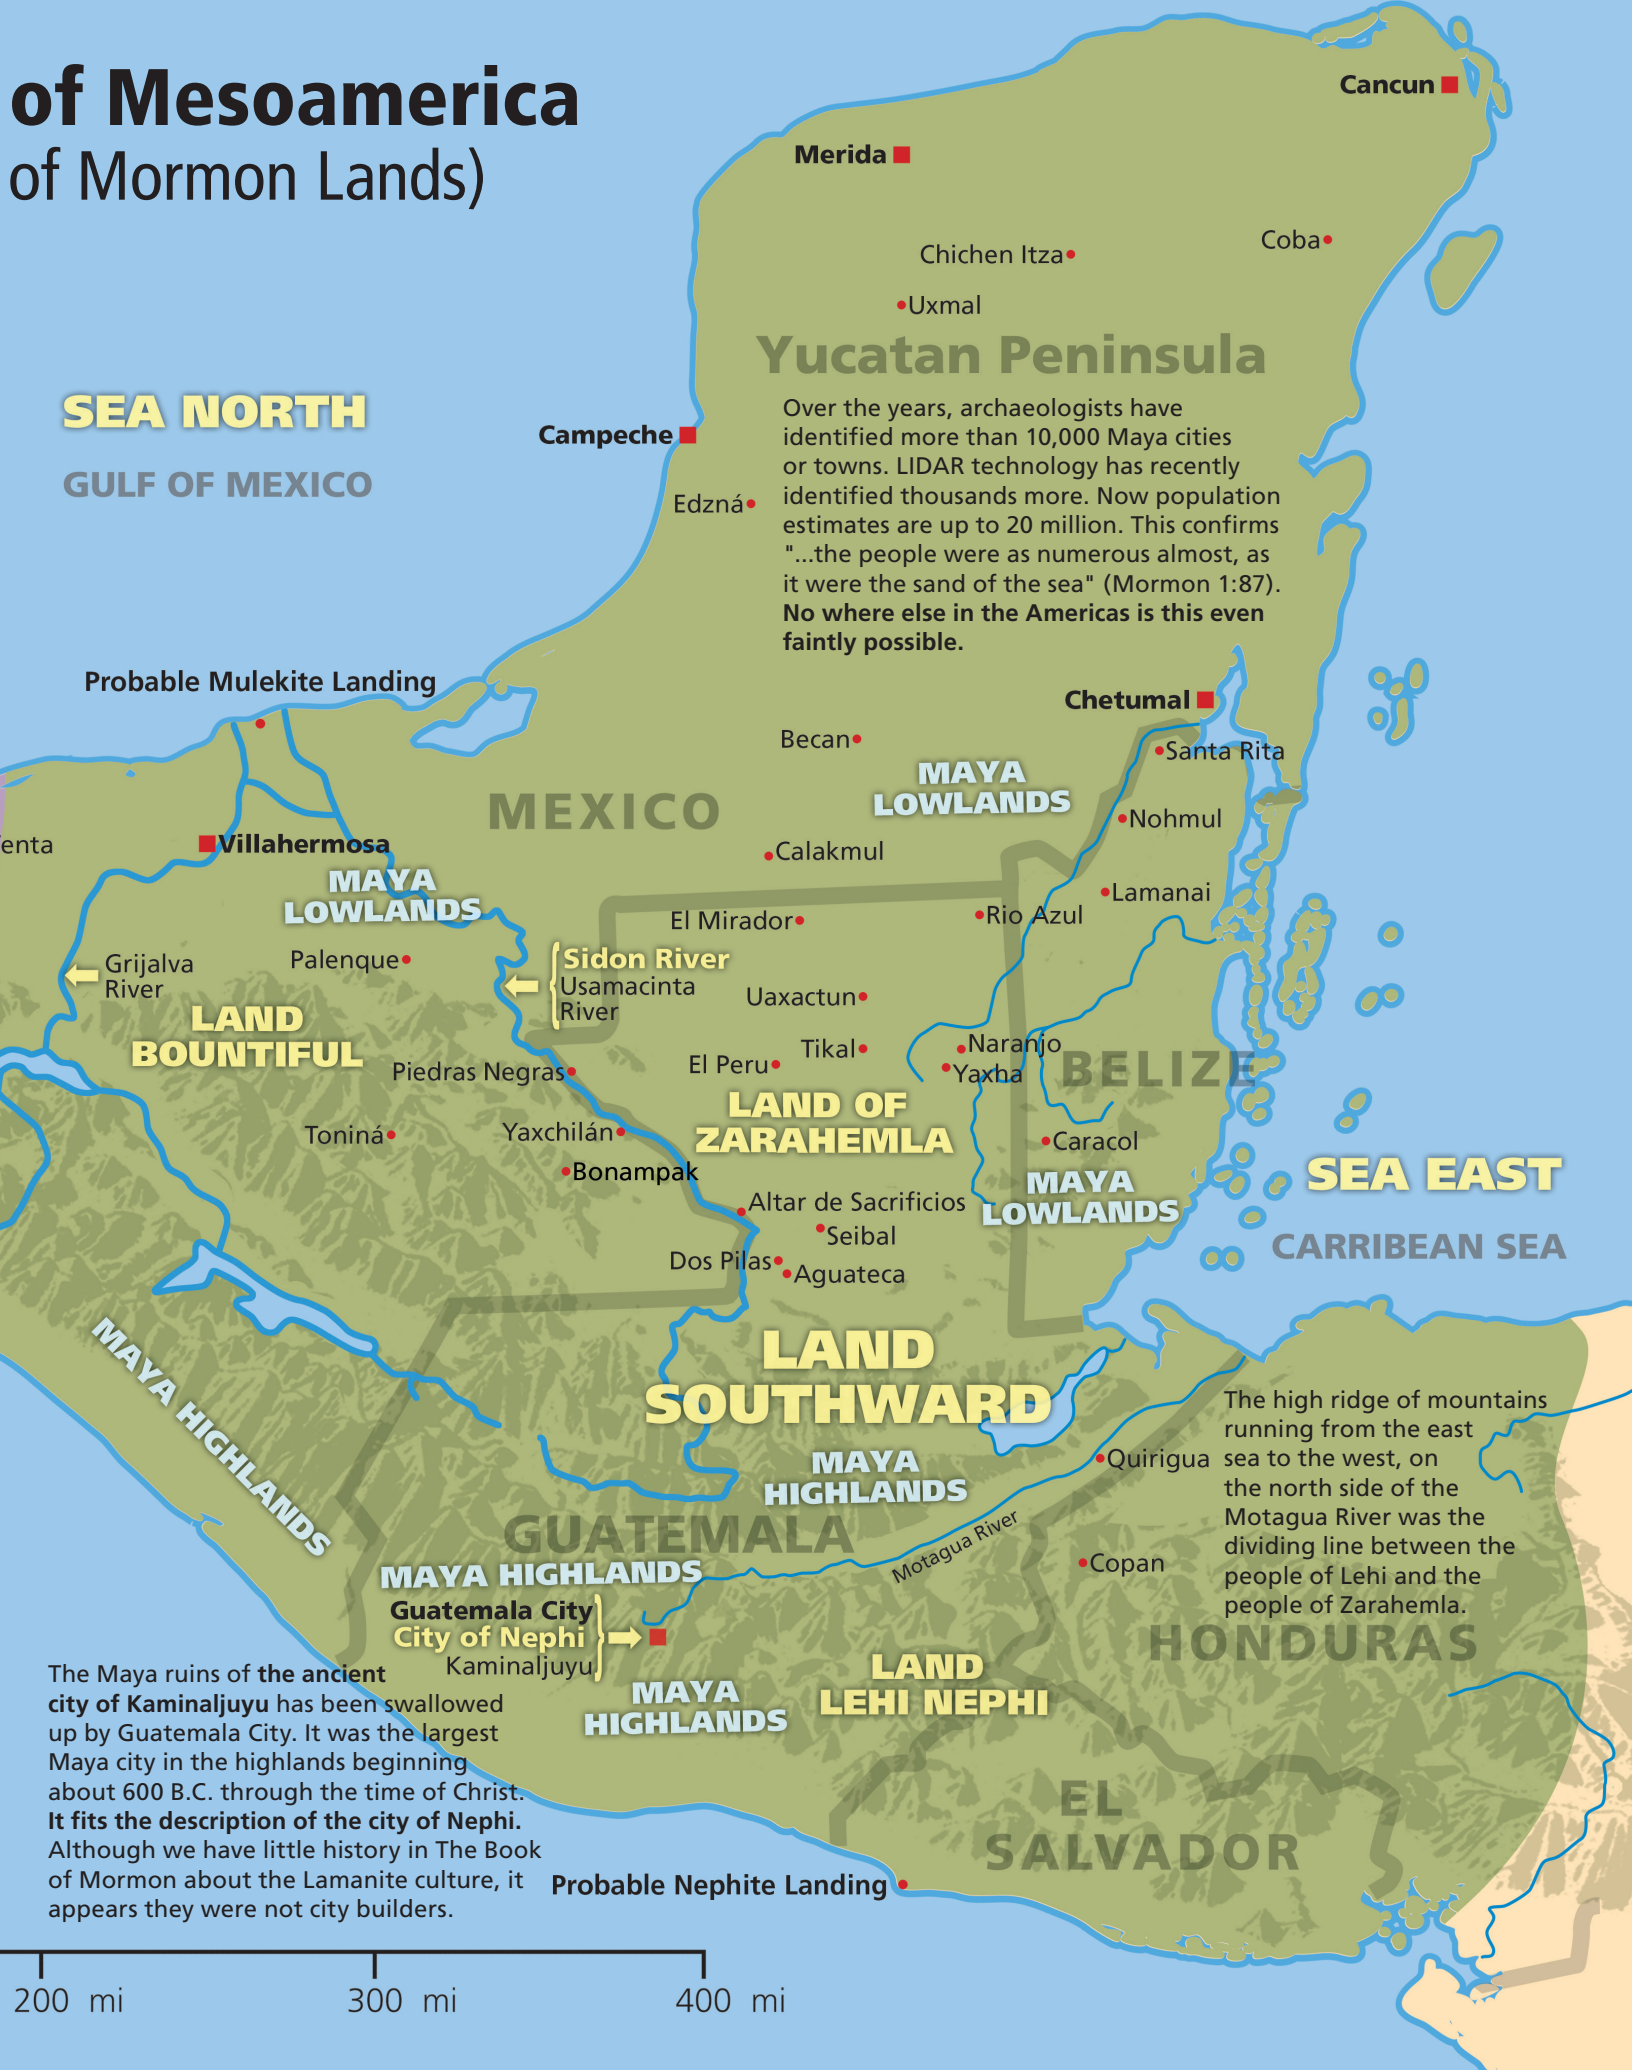 of Mesoamerica
of Mormon Lands)
Cancun
Merida
Coba
Chichen Itza
Uxmal
Yucatan Peninsula
SEA NORTH
GULF OF MEXICO
Campeche
Edzná
Over the years, archaeologists have
identified more than 10,000 Maya cities
or towns. LIDAR technology has recently
identified thousands more. Now population
estimates are up to 20 million. This confirms
"...the people were as numerous almost, as
it were the sand of the sea" (Mormon 1:87).
No where else in the Americas is this even
faintly possible.
Probable Mulekite Landing
Chetumal
Santa Rita
Becan
MAYA
LOWLANDS
MEXICO
Nohmul
enta
Villahermosa
Calakmul
MAYA
LOWLANDS
Lamanai
El Mirador
Rio Azul
Grijalva
River
Palenque
Sidon River
Usamacinta
River
Uaxactun
LAND
BOUNTIFUL
Tikal
Naranjo
El Peru
Yaxha
BELIZE
Piedras Negras
LAND OF
ZARAHEMLA
Toniná
Yaxchilán
Caracol
Bonampak
MAYA
LOWLANDS
SEA EAST
CARRIBEAN SEA
Altar de Sacrificios
Seibal
Dos Pilas
Aguateca
LAND
SOUTHWARD
MAYA HIGHLANDS
The high ridge of mountains
running from the east
sea to the west, on
the north side of the
Motagua River was the
dividing line between the
people of Lehi and the
people of Zarahemla.
Quirigua
MAYA
HIGHLANDS
GUATEMALA
Motagua River
Copan
MAYA HIGHLANDS
Guatemala City
City of Nephi
Kaminaljuyu
HONDURAS
LAND
LEHI NEPHI
MAYA
HIGHLANDS
The Maya ruins of the ancient
city of Kaminaljuyu has been swallowed
up by Guatemala City. It was the largest
Maya city in the highlands beginning
about 600 B.C. through the time of Christ.
It fits the description of the city of Nephi.
Although we have little history in The Book
of Mormon about the Lamanite culture, it
appears they were not city builders.
EL
SALVADOR
Probable Nephite Landing
200 mi
300 mi
400 mi